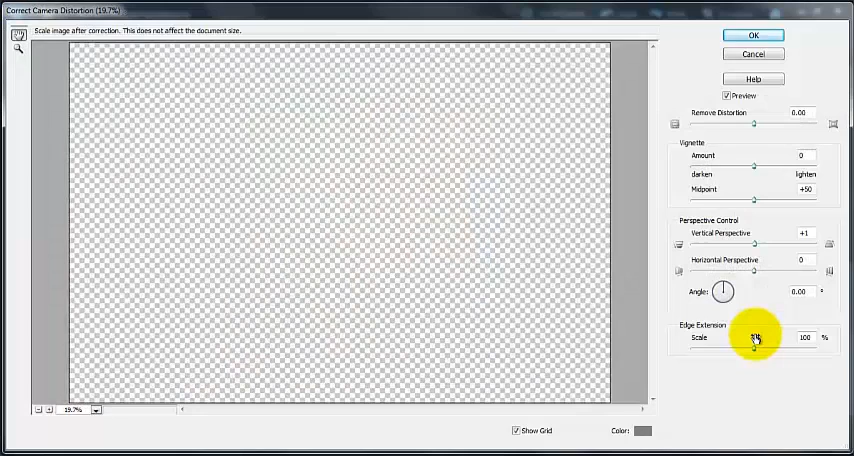 Correct Camera Distortion (19.7%)
Scale image after correction. This does not affect the document size.
OK
Cancel
Help
Preview
Remove Distortion 0.00
Vignette
Amount 0
darken lighten
Midpoint +50
Perspective Control
Vertical Perspective +1
Horizontal Perspective 0
Angle: 0.00 °
Edge Extension
Scale 100 %
19.7%
Show Grid Color: